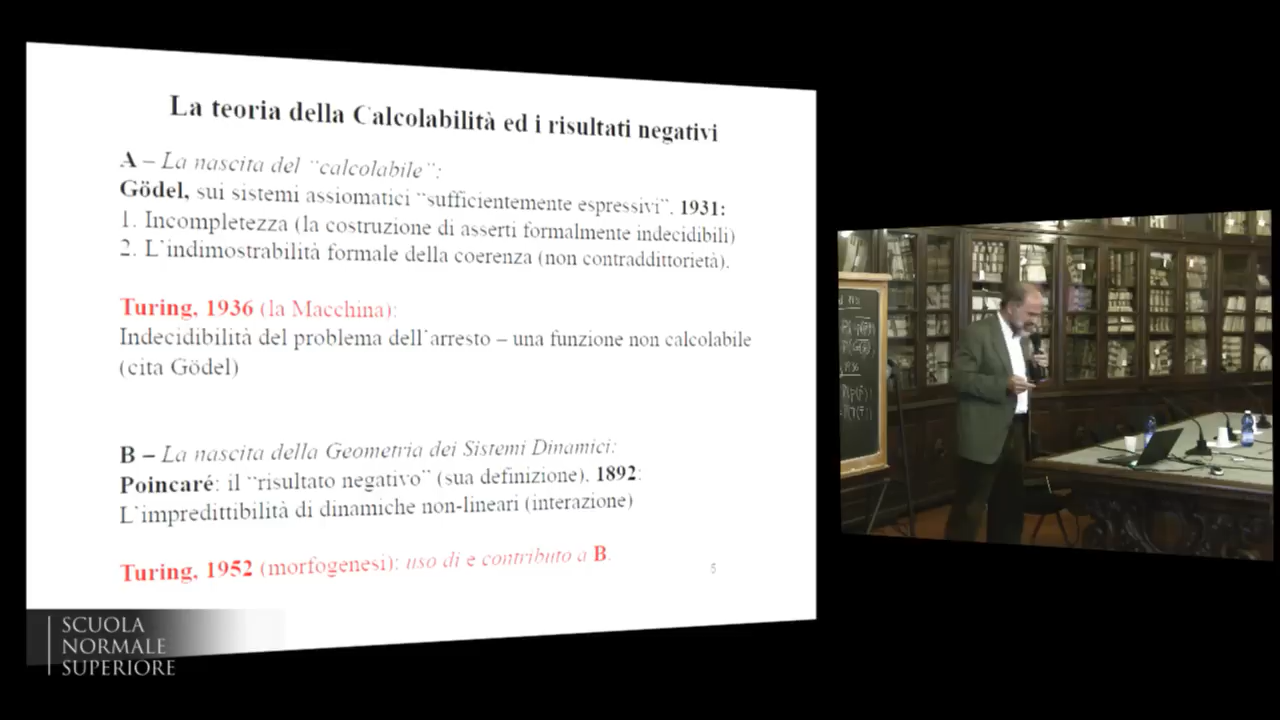 La teoria della Calcolabilità ed i risultati negativi
A – La nascita del "calcolabile":
Gödel, sui sistemi assiomatici "sufficientemente espressivi", 1931:
1. Incompletezza (la costruzione di asserti formalmente indecidibili)
2. L'indimostrabilità formale della coerenza (non contraddittorietà).
Turing, 1936 (la Macchina):
Indecidibilità del problema dell'arresto – una funzione non calcolabile
(cita Gödel)
B – La nascita della Geometria dei Sistemi Dinamici:
Poincaré: il "risultato negativo" (sua definizione), 1892:
L'impredittibilità di dinamiche non-lineari (interazione)
Turing, 1952 (morfogenesi): uso di e contributo a B.
5
SCUOLA
NORMALE
SUPERIORE